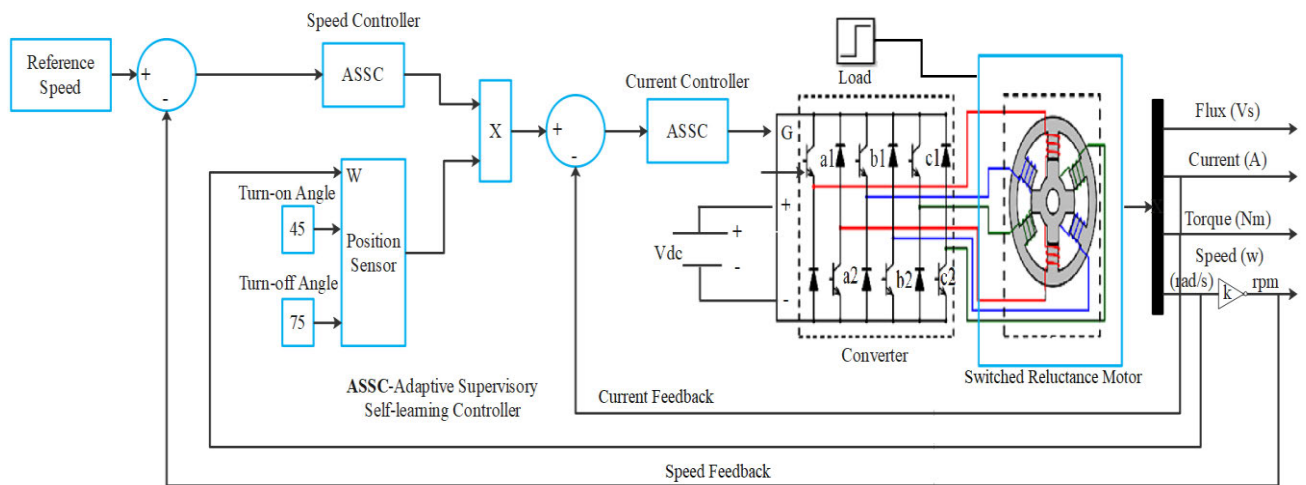 Speed Controller
Reference
Speed
+
-
ASSC
X
Current Controller
+
-
ASSC
Load
G
+
-
a1
b1
c1
a2
b2
c2
Vdc
+
-
Converter
Switched Reluctance Motor
Flux (Vs)
Current (A)
Torque (Nm)
Speed (w)
(rad/s)
k
rpm
W
Turn-on Angle
45
Position
Sensor
Turn-off Angle
75
ASSC-Adaptive Supervisory
Self-learning Controller
Current Feedback
Speed Feedback